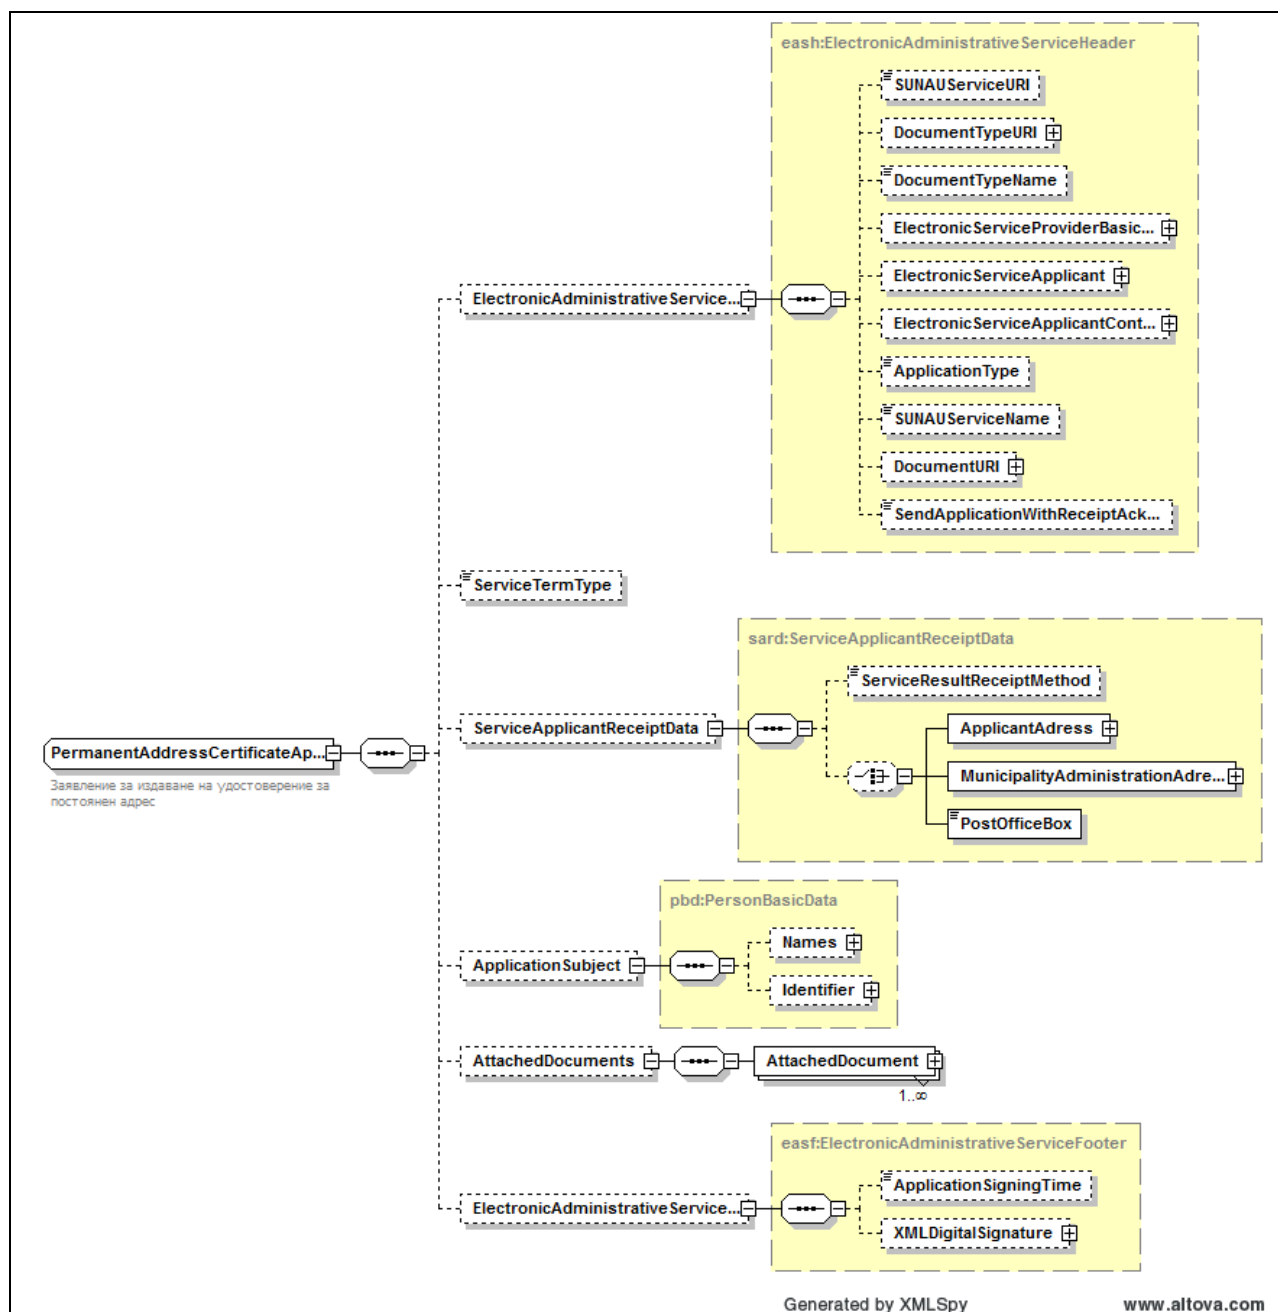 eash:ElectronicAdministrativeServiceHeader
SUNAUServiceURI
DocumentTypeURI
DocumentTypeName
ElectronicServiceProviderBasic...
ElectronicServiceApplicant
ElectronicAdministrativeService...
ElectronicServiceApplicantCont...
ApplicationType
SUNAUServiceName
DocumentURI
SendApplicationWithReceiptAck...
ServiceTermType
sard:ServiceApplicantReceiptData
ServiceResultReceiptMethod
ServiceApplicantReceiptData
ApplicantAdress
MunicipalityAdministrationAdre...
PostOfficeBox
PermanentAddressCertificateAp...
Заявление за издаване на удостоверение за
постоянен адрес
pbd:PersonBasicData
Names
ApplicationSubject
Identifier
AttachedDocuments
AttachedDocument
1..∞
easf:ElectronicAdministrativeServiceFooter
ApplicationSigningTime
ElectronicAdministrativeService...
XMLDigitalSignature
Generated by XMLSpy
www.altova.com